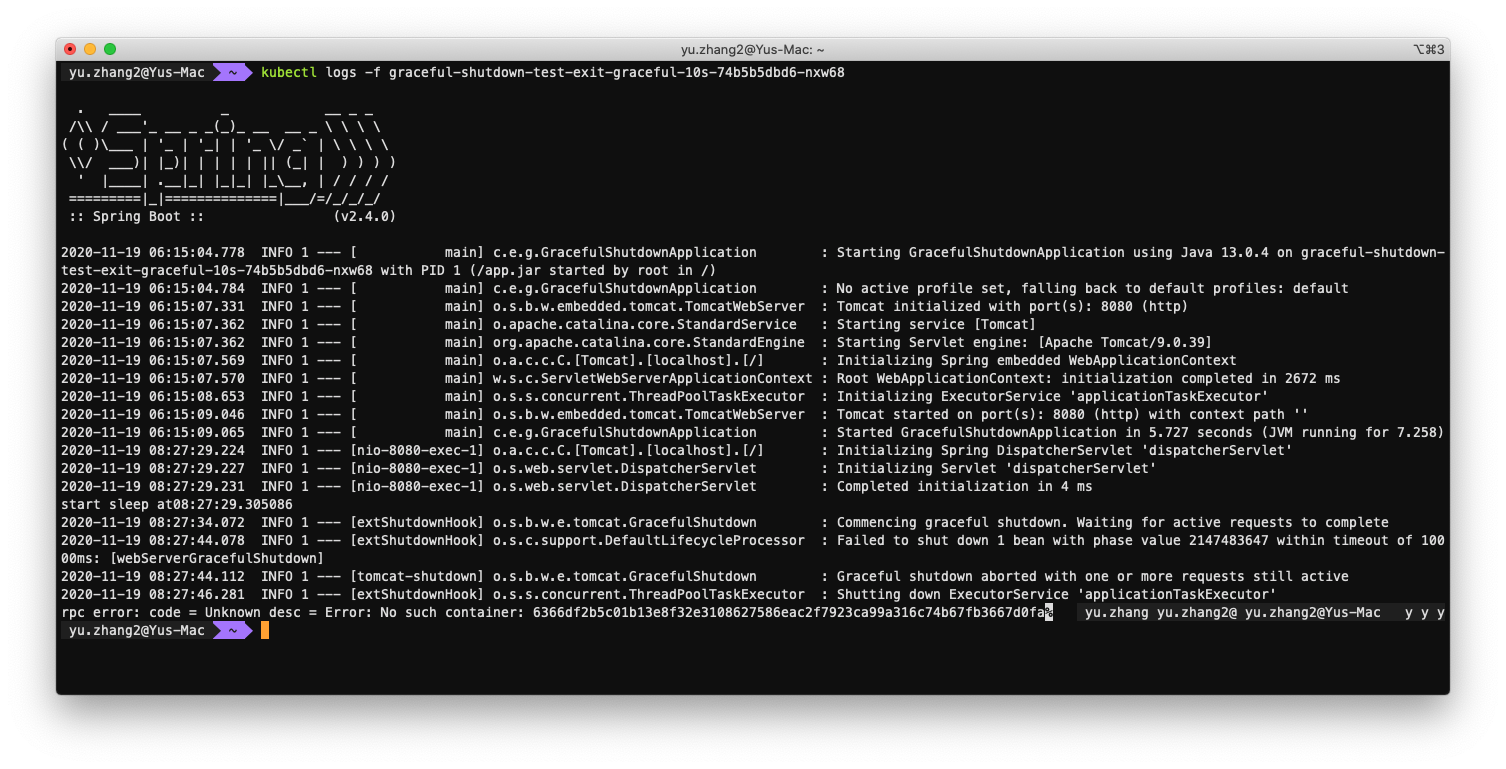 yu.zhang2@Yus-Mac: ~
⌥⌘3
yu.zhang2@Yus-Mac ~ kubectl logs -f graceful-shutdown-test-exit-graceful-10s-74b5b5dbd6-nxw68
  .   ____          _            __ _ _
 /\\ / ___'_ __ _ _(_)_ __  __ _ \ \ \ \
( ( )\___ | '_ | '_| | '_ \/ _` | \ \ \ \
 \\/  ___)| |_)| | | | | || (_| |  ) ) ) )
  '  |____| .__|_| |_|_| |_\__, | / / / /
 =========|_|==============|___/=/_/_/_/
 :: Spring Boot ::                (v2.4.0)
2020-11-19 06:15:04.778  INFO 1 --- [           main] c.e.g.GracefulShutdownApplication        : Starting GracefulShutdownApplication using Java 13.0.4 on graceful-shutdown-
test-exit-graceful-10s-74b5b5dbd6-nxw68 with PID 1 (/app.jar started by root in /)
2020-11-19 06:15:04.784  INFO 1 --- [           main] c.e.g.GracefulShutdownApplication        : No active profile set, falling back to default profiles: default
2020-11-19 06:15:07.331  INFO 1 --- [           main] o.s.b.w.embedded.tomcat.TomcatWebServer  : Tomcat initialized with port(s): 8080 (http)
2020-11-19 06:15:07.362  INFO 1 --- [           main] o.apache.catalina.core.StandardService   : Starting service [Tomcat]
2020-11-19 06:15:07.362  INFO 1 --- [           main] org.apache.catalina.core.StandardEngine  : Starting Servlet engine: [Apache Tomcat/9.0.39]
2020-11-19 06:15:07.569  INFO 1 --- [           main] o.a.c.c.C.[Tomcat].[localhost].[/]       : Initializing Spring embedded WebApplicationContext
2020-11-19 06:15:07.570  INFO 1 --- [           main] w.s.c.ServletWebServerApplicationContext : Root WebApplicationContext: initialization completed in 2672 ms
2020-11-19 06:15:08.653  INFO 1 --- [           main] o.s.s.concurrent.ThreadPoolTaskExecutor  : Initializing ExecutorService 'applicationTaskExecutor'
2020-11-19 06:15:09.046  INFO 1 --- [           main] o.s.b.w.embedded.tomcat.TomcatWebServer  : Tomcat started on port(s): 8080 (http) with context path ''
2020-11-19 06:15:09.065  INFO 1 --- [           main] c.e.g.GracefulShutdownApplication        : Started GracefulShutdownApplication in 5.727 seconds (JVM running for 7.258)
2020-11-19 08:27:29.224  INFO 1 --- [nio-8080-exec-1] o.a.c.c.C.[Tomcat].[localhost].[/]       : Initializing Spring DispatcherServlet 'dispatcherServlet'
2020-11-19 08:27:29.227  INFO 1 --- [nio-8080-exec-1] o.s.web.servlet.DispatcherServlet        : Initializing Servlet 'dispatcherServlet'
2020-11-19 08:27:29.231  INFO 1 --- [nio-8080-exec-1] o.s.web.servlet.DispatcherServlet        : Completed initialization in 4 ms
start sleep at08:27:29.305086
2020-11-19 08:27:34.072  INFO 1 --- [extShutdownHook] o.s.b.w.e.tomcat.GracefulShutdown        : Commencing graceful shutdown. Waiting for active requests to complete
2020-11-19 08:27:44.078  INFO 1 --- [extShutdownHook] o.s.c.support.DefaultLifecycleProcessor  : Failed to shut down 1 bean with phase value 2147483647 within timeout of 100
00ms: [webServerGracefulShutdown]
2020-11-19 08:27:44.112  INFO 1 --- [tomcat-shutdown] o.s.b.w.e.tomcat.GracefulShutdown        : Graceful shutdown aborted with one or more requests still active
2020-11-19 08:27:46.281  INFO 1 --- [extShutdownHook] o.s.s.concurrent.ThreadPoolTaskExecutor  : Shutting down ExecutorService 'applicationTaskExecutor'
rpc error: code = Unknown desc = Error: No such container: 6366df2b5c01b13e8f32e3108627586eac2f7923ca99a316c74b67fb3667d0fa%    yu.zhang yu.zhang2@ yu.zhang2@Yus-Mac   y y y
yu.zhang2@Yus-Mac ~